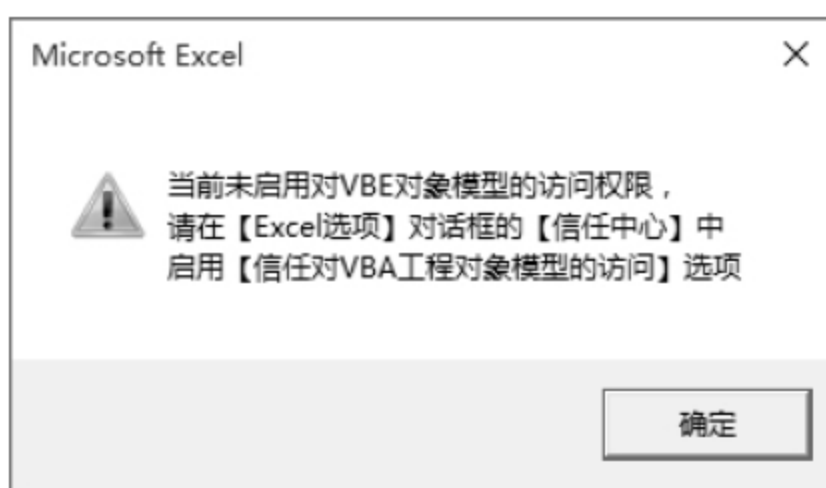 Microsoft Excel
当前未启用对VBE对象模型的访问权限，
请在【Excel选项】对话框的【信任中心】中
启用【信任对VBA工程对象模型的访问】选项
确定